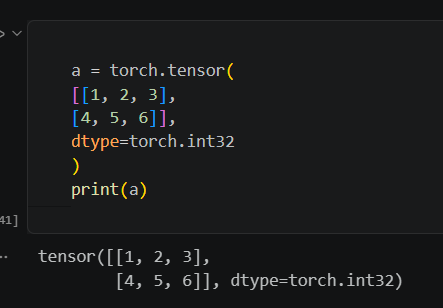 a = torch.tensor(
[[1, 2, 3],
[4, 5, 6]],
dtype=torch.int32
)
print(a)
41]
tensor([[1, 2, 3],
        [4, 5, 6]], dtype=torch.int32)